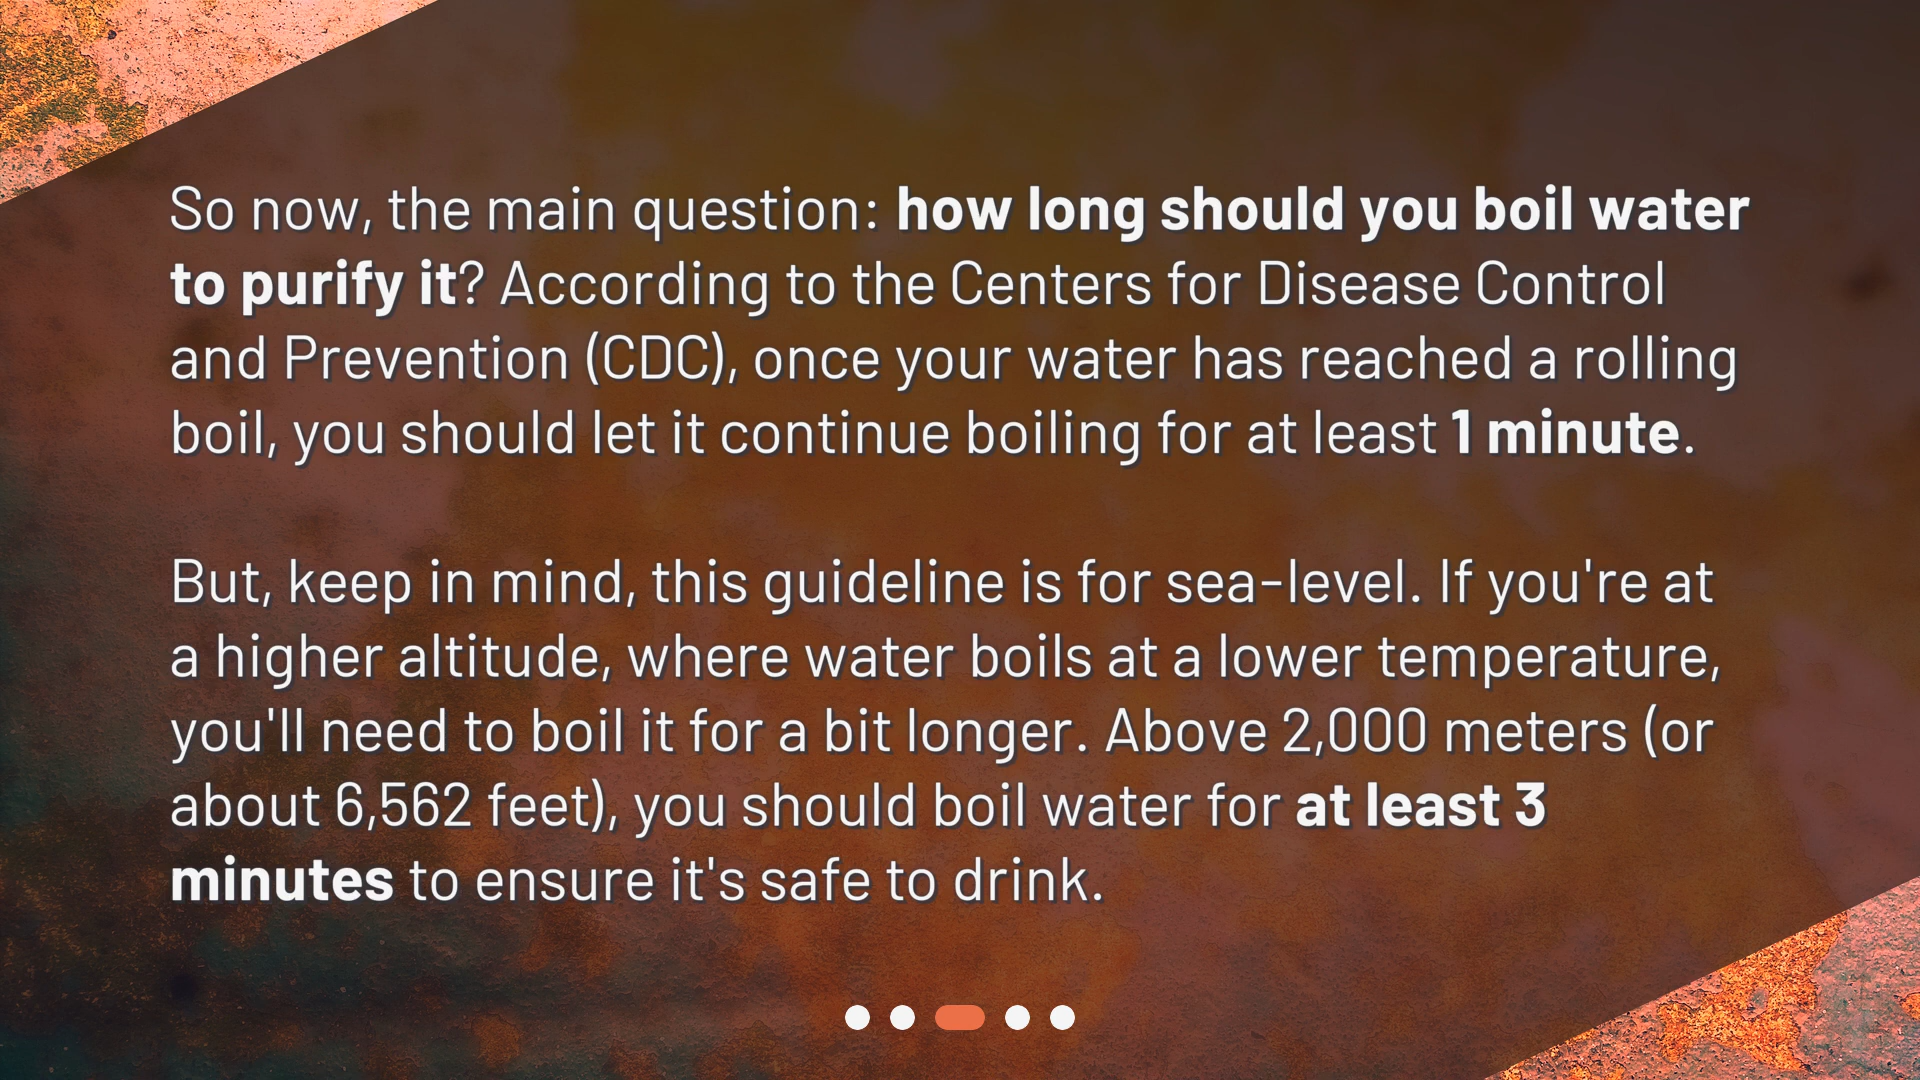 So now, the main question: how long should you boil water
to purify it? According to the Centers for Disease Control
and Prevention (CDC), once your water has reached a rolling
boil, you should let it continue boiling for at least 1 minute.
But, keep in mind, this guideline is for sea-level. If you're at
a higher altitude, where water boils at a lower temperature,
you'll need to boil it for a bit longer. Above 2,000 meters (or
about 6,562 feet), you should boil water for at least 3
minutes to ensure it's safe to drink.